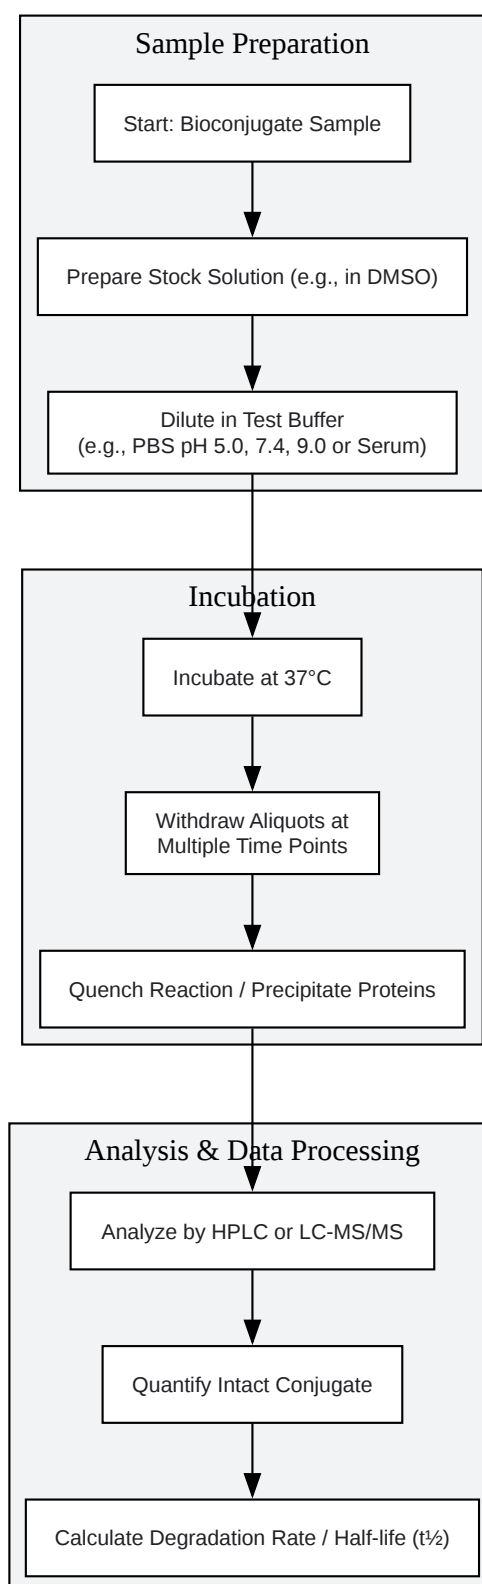 Sample Preparation
Start: Bioconjugate Sample
Prepare Stock Solution (e.g., in DMSO)
Dilute in Test Buffer
(e.g., PBS pH 5.0, 7.4, 9.0 or Serum)
Incubation
Incubate at 37°C
Withdraw Aliquots at
Multiple Time Points
Quench Reaction / Precipitate Proteins
Analysis & Data Processing
Analyze by HPLC or LC-MS/MS
Quantify Intact Conjugate
Calculate Degradation Rate / Half-life (t½)